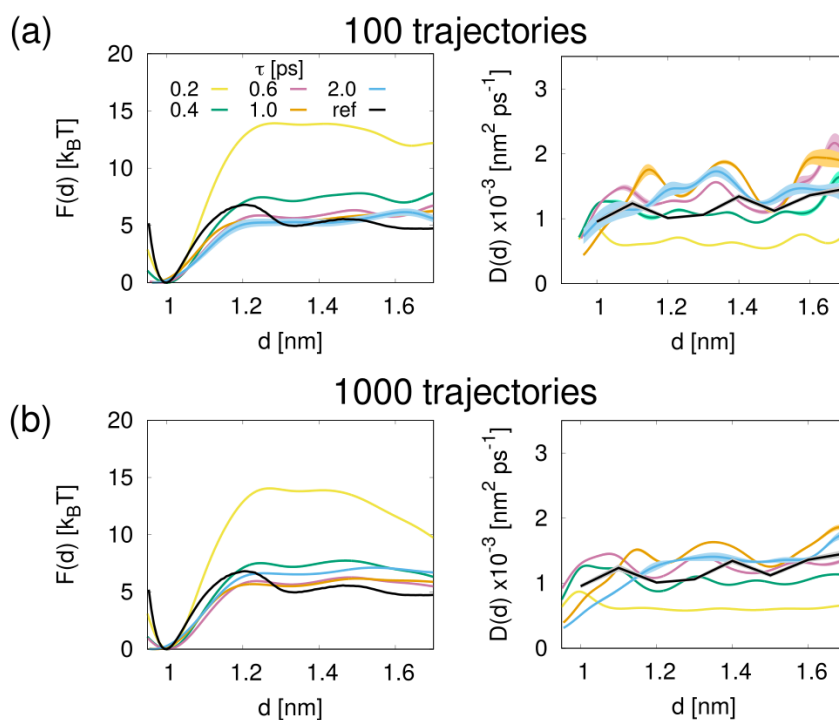 (a) 100 trajectories
F(d) [k_BT]
20
15
10
5
0
τ [ps]
0.2 0.6 2.0
0.4 1.0 ref
1 1.2 1.4 1.6
d [nm]
D(d) x10⁻³ [nm² ps⁻¹]
3
2
1
0
1 1.2 1.4 1.6
d [nm]
(b) 1000 trajectories
F(d) [k_BT]
20
15
10
5
0
1 1.2 1.4 1.6
d [nm]
D(d) x10⁻³ [nm² ps⁻¹]
3
2
1
0
1 1.2 1.4 1.6
d [nm]